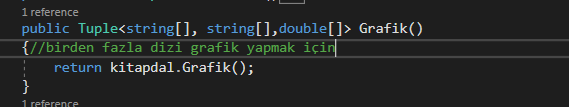 1 reference
public Tuple<string[], string[],double[]> Grafik()
{//birden fazla dizi grafik yapmak için
return kitapdal.Grafik();
}
1 reference